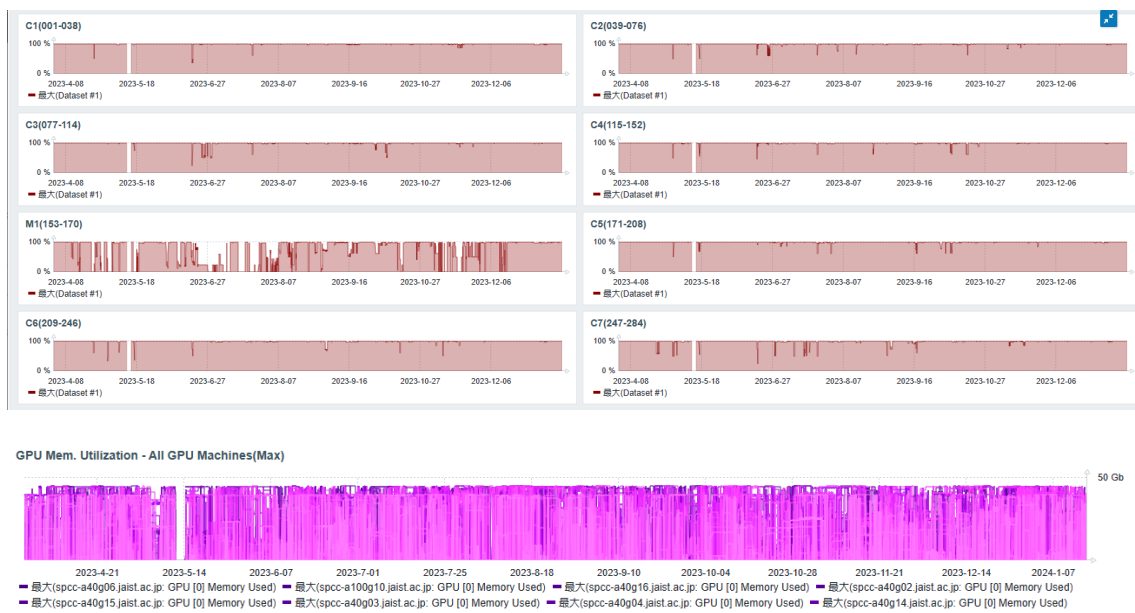 C1(001-038)
100 %
0 %
2023-4-08 2023-5-18 2023-6-27 2023-8-07 2023-9-16 2023-10-27 2023-12-06
最大(Dataset #1)
C2(039-076)
100 %
0 %
2023-4-08 2023-5-18 2023-6-27 2023-8-07 2023-9-16 2023-10-27 2023-12-06
最大(Dataset #1)
C3(077-114)
100 %
0 %
2023-4-08 2023-5-18 2023-6-27 2023-8-07 2023-9-16 2023-10-27 2023-12-06
最大(Dataset #1)
C4(115-152)
100 %
0 %
2023-4-08 2023-5-18 2023-6-27 2023-8-07 2023-9-16 2023-10-27 2023-12-06
最大(Dataset #1)
M1(153-170)
100 %
0 %
2023-4-08 2023-5-18 2023-6-27 2023-8-07 2023-9-16 2023-10-27 2023-12-06
最大(Dataset #1)
C5(171-208)
100 %
0 %
2023-4-08 2023-5-18 2023-6-27 2023-8-07 2023-9-16 2023-10-27 2023-12-06
最大(Dataset #1)
C6(209-246)
100 %
0 %
2023-4-08 2023-5-18 2023-6-27 2023-8-07 2023-9-16 2023-10-27 2023-12-06
最大(Dataset #1)
C7(247-284)
100 %
0 %
2023-4-08 2023-5-18 2023-6-27 2023-8-07 2023-9-16 2023-10-27 2023-12-06
最大(Dataset #1)
GPU Mem. Utilization - All GPU Machines(Max)
50 Gb
2023-4-21 2023-5-14 2023-6-07 2023-7-01 2023-7-25 2023-8-18 2023-9-10 2023-10-04 2023-10-28 2023-11-21 2023-12-14 2024-1-07
最大(spcc-a40g06.jaist.ac.jp: GPU [0] Memory Used) 最大(spcc-a100g10.jaist.ac.jp: GPU [0] Memory Used) 最大(spcc-a40g16.jaist.ac.jp: GPU [0] Memory Used) 最大(spcc-a40g02.jaist.ac.jp: GPU [0] Memory Used)
最大(spcc-a40g15.jaist.ac.jp: GPU [0] Memory Used) 最大(spcc-a40g03.jaist.ac.jp: GPU [0] Memory Used) 最大(spcc-a40g04.jaist.ac.jp: GPU [0] Memory Used) 最大(spcc-a40g14.jaist.ac.jp: GPU [0] Memory Used)